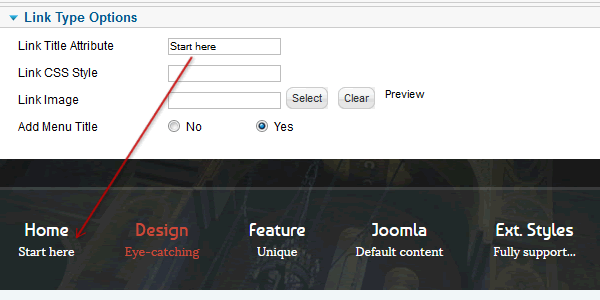 Link Type Options
Link Title Attribute Start here
Link CSS Style
Link Image Select Clear Preview
Add Menu Title No Yes
Home Design Feature Joomla Ext. Styles
Start here Eye-catching Unique Default content Fully support...